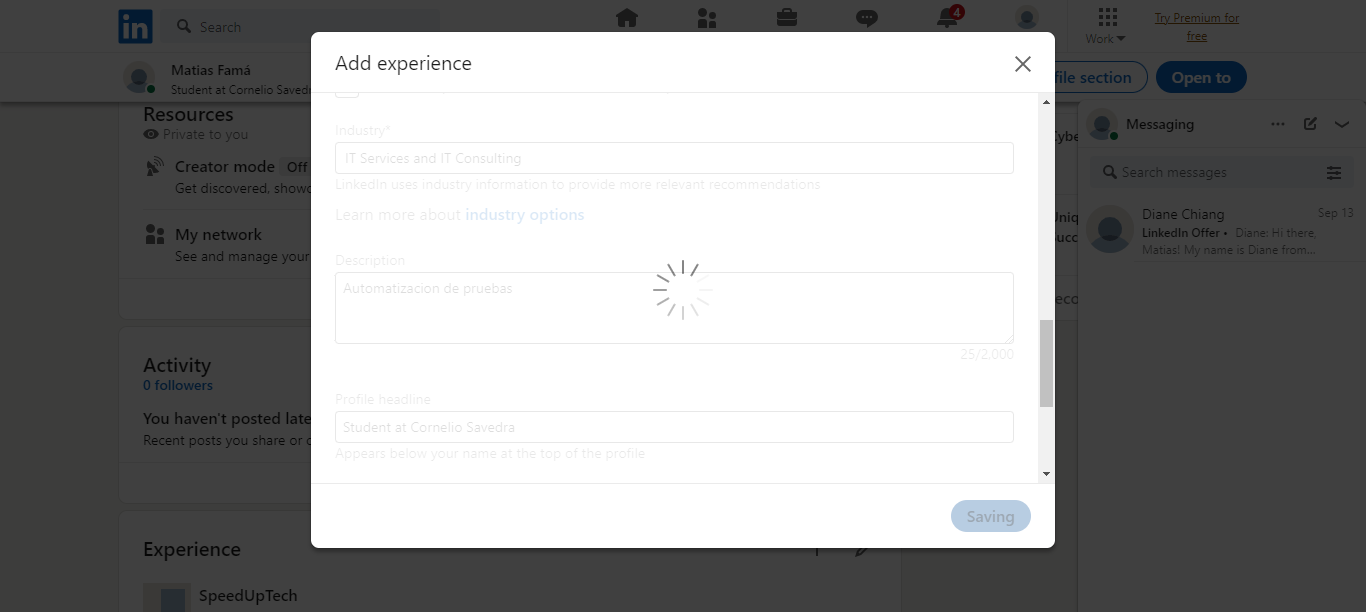 in
Search
4
Work
Try Premium for
free
Matias Famá
Student at Cornelio Saved
file section
Open to
Resources
Private to you
Creator mode Off
Get discovered, show
My network
See and manage your
Activity
0 followers
You haven't posted late
Recent posts you share or c
Experience
SpeedUpTech
Add experience
Industry*
IT Services and IT Consulting
LinkedIn uses industry information to provide more relevant recommendations
Learn more about industry options
Description
Automatizacion de pruebas
25/2.000
Profile headline
Student at Cornelio Savedra
Appears below your name at the top of the profile
Saving
Cybe
Uniq
ucc
eco
Messaging
Search messages
Diane Chiang
Sep 13
LinkedIn Offer • Diane: Hi there,
Matias! My name is Diane from...